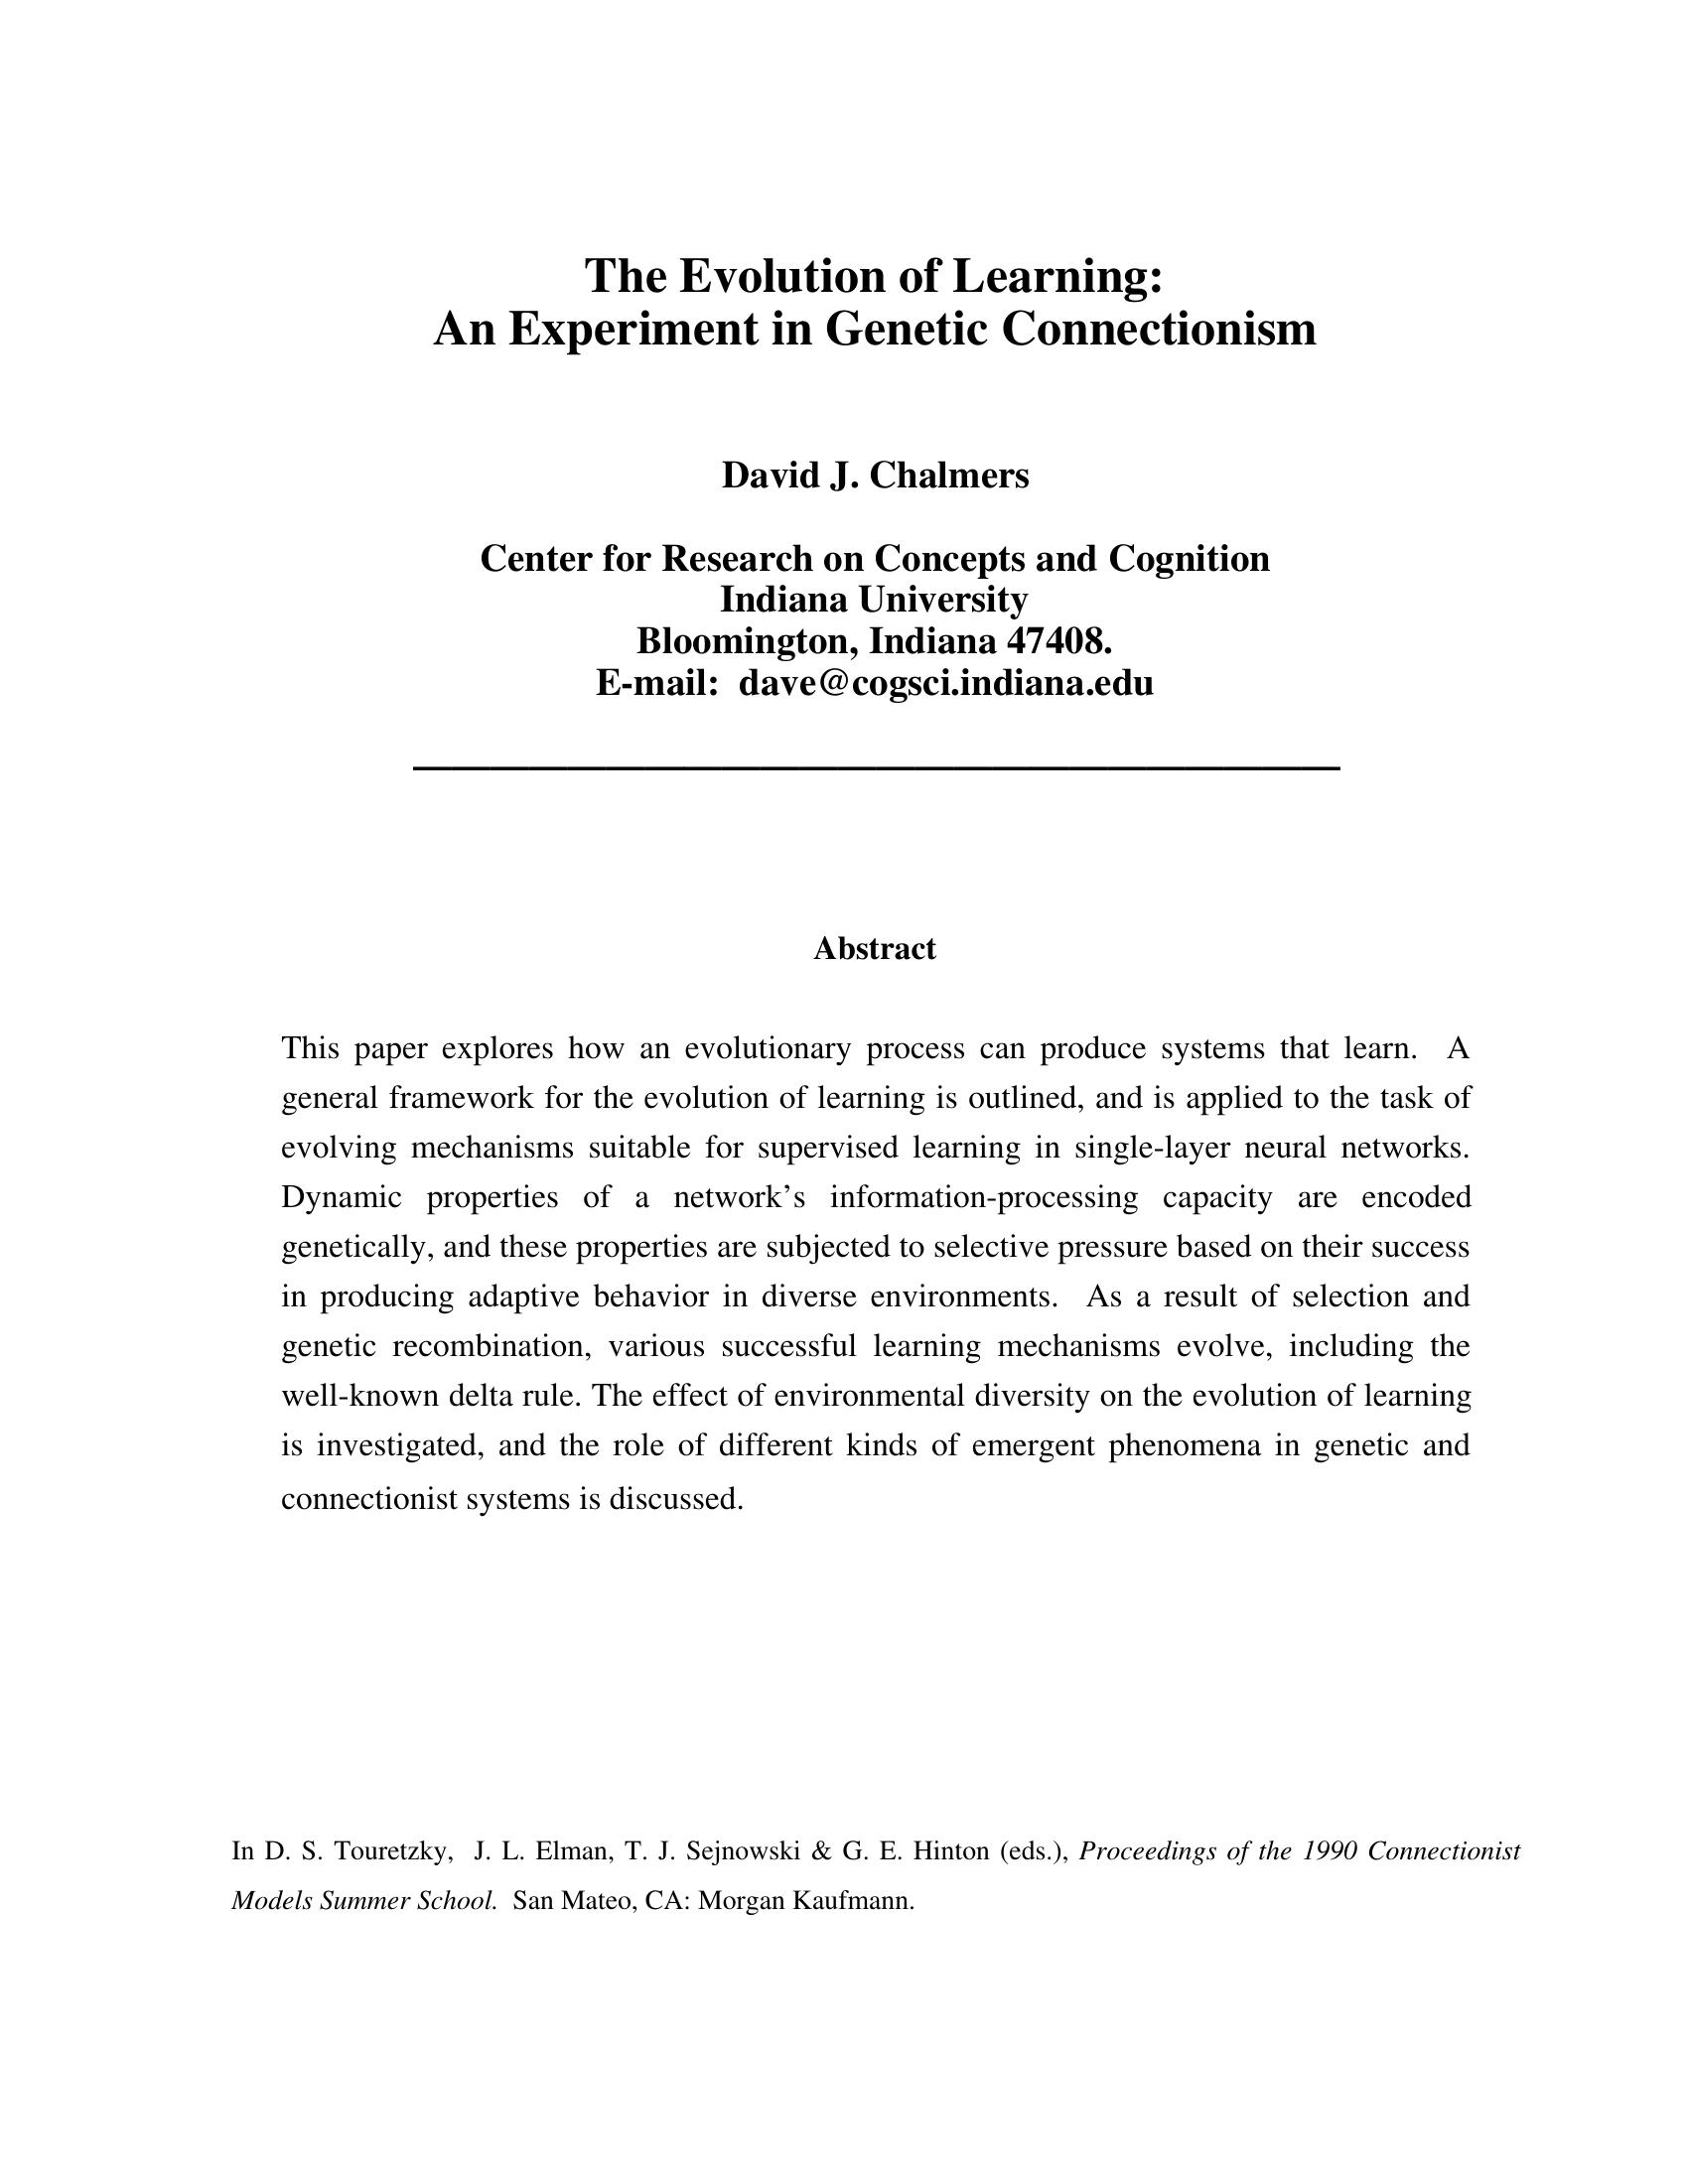 The Evolution of Learning:
An Experiment in Genetic Connectionism
David J. Chalmers
Center for Research on Concepts and Cognition
Indiana University
Bloomington, Indiana 47408.
E-mail: dave@cogsci.indiana.edu
Abstract
This paper explores how an evolutionary process can produce systems that learn. A
general framework for the evolution of learning is outlined, and is applied to the task of
evolving mechanisms suitable for supervised learning in single-layer neural networks.
Dynamic properties of a network’s information-processing capacity are encoded
genetically, and these properties are subjected to selective pressure based on their success
in producing adaptive behavior in diverse environments. As a result of selection and
genetic recombination, various successful learning mechanisms evolve, including the
well-known delta rule. The effect of environmental diversity on the evolution of learning
is investigated, and the role of different kinds of emergent phenomena in genetic and
connectionist systems is discussed.
In D. S. Touretzky, J. L. Elman, T. J. Sejnowski & G. E. Hinton (eds.), Proceedings of the 1990 Connectionist
Models Summer School. San Mateo, CA: Morgan Kaufmann.